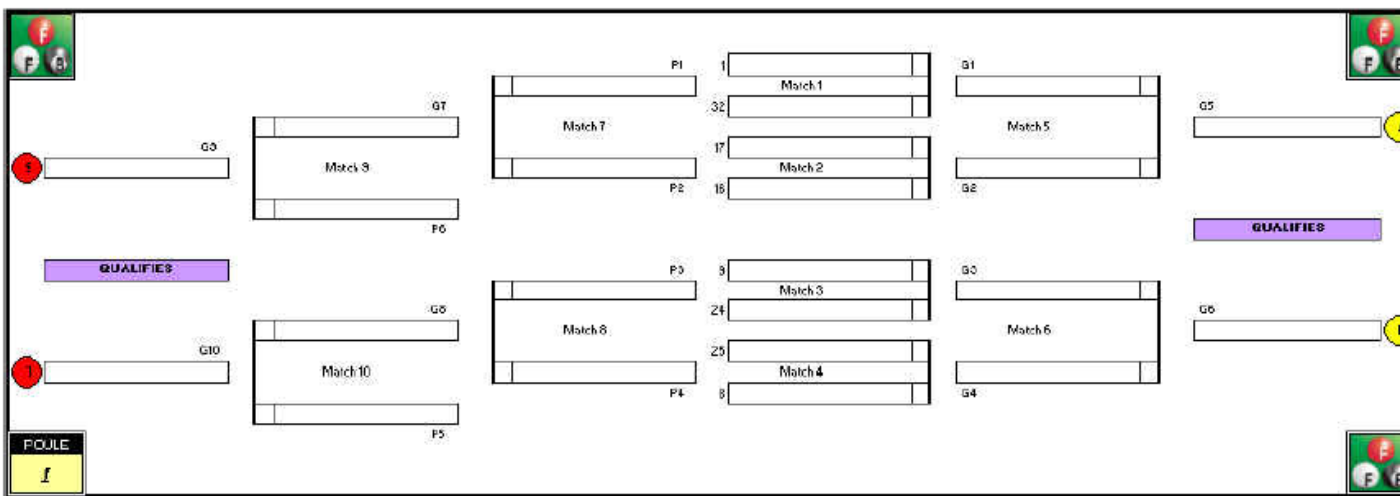 F
F B
F
F
P1
1
G1
Match 1
G7
32
G5
Match 7
Match 5
G9
17
Match 9
Match 2
P2
16
G2
P6
QUALIFIES
QUALIFIES
P3
9
G3
Match 3
G8
24
G6
Match 8
Match 6
G10
25
Match 10
Match 4
P4
8
G4
P5
POULE
1
F
F